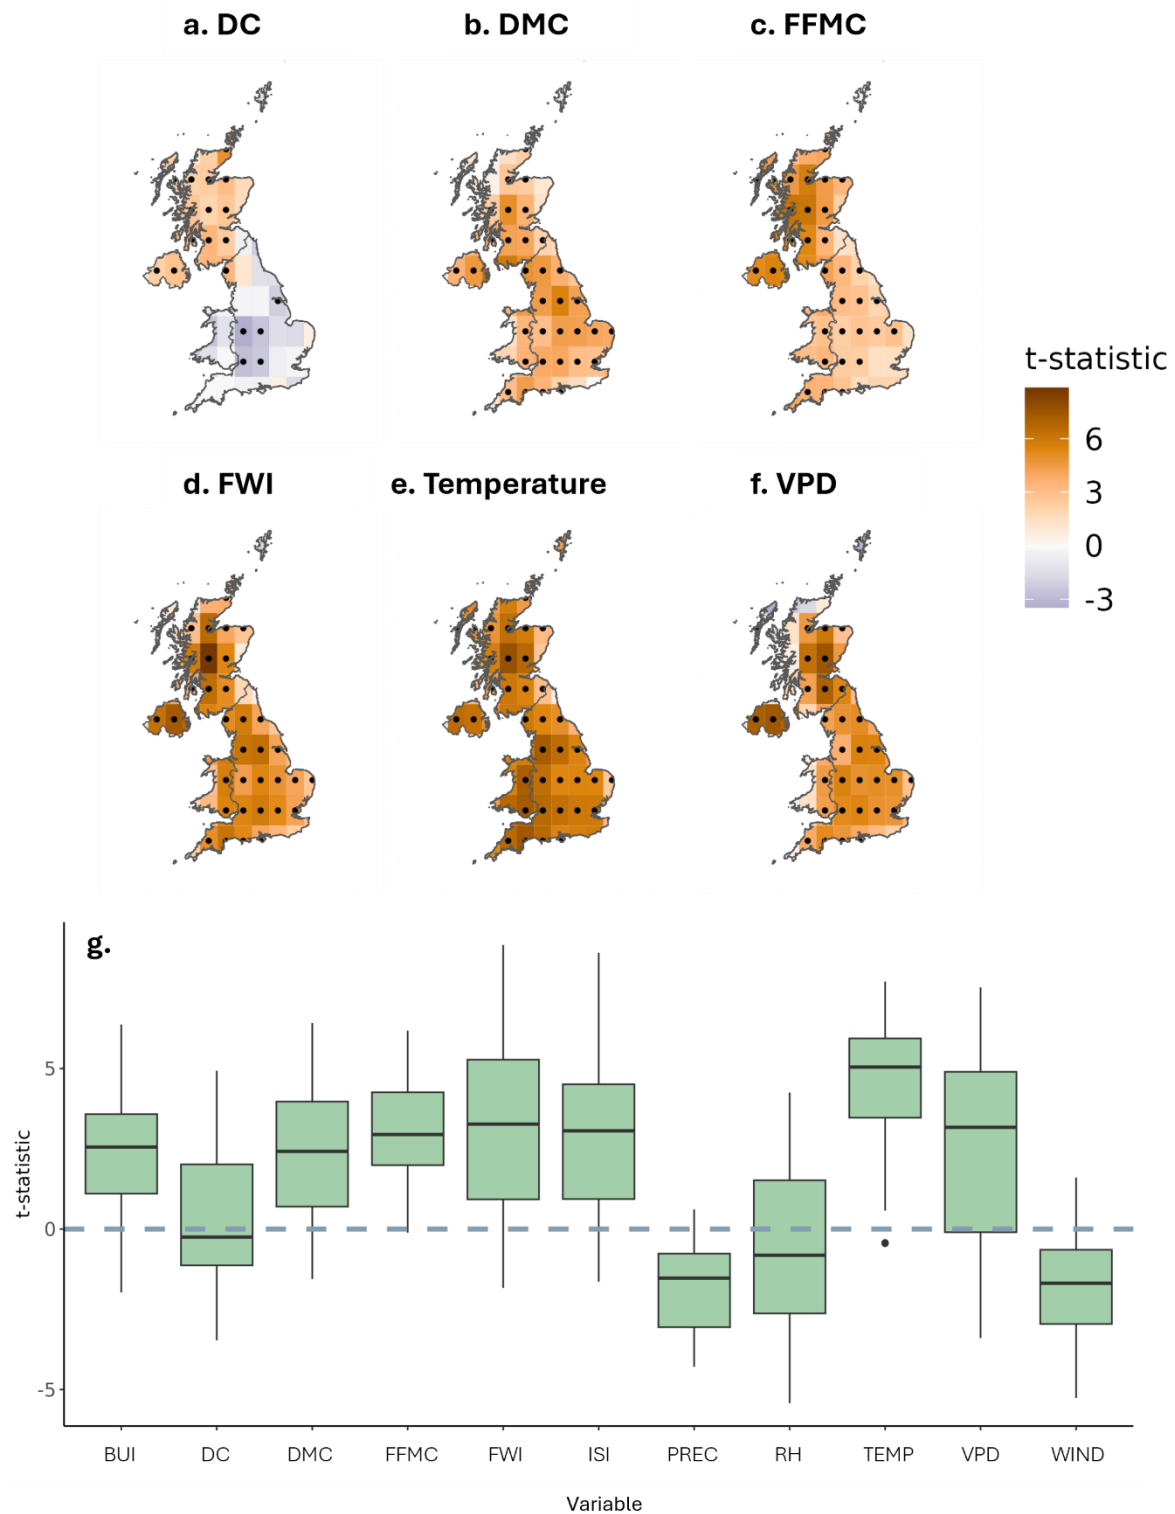 a. DC
b. DMC
c. FFMC
t-statistic
6
3
0
-3
d. FWI
e. Temperature
f. VPD
g.
t-statistic
5
0
-5
BUI DC DMC FFMC FWI ISI PREC RH TEMP VPD WIND
Variable